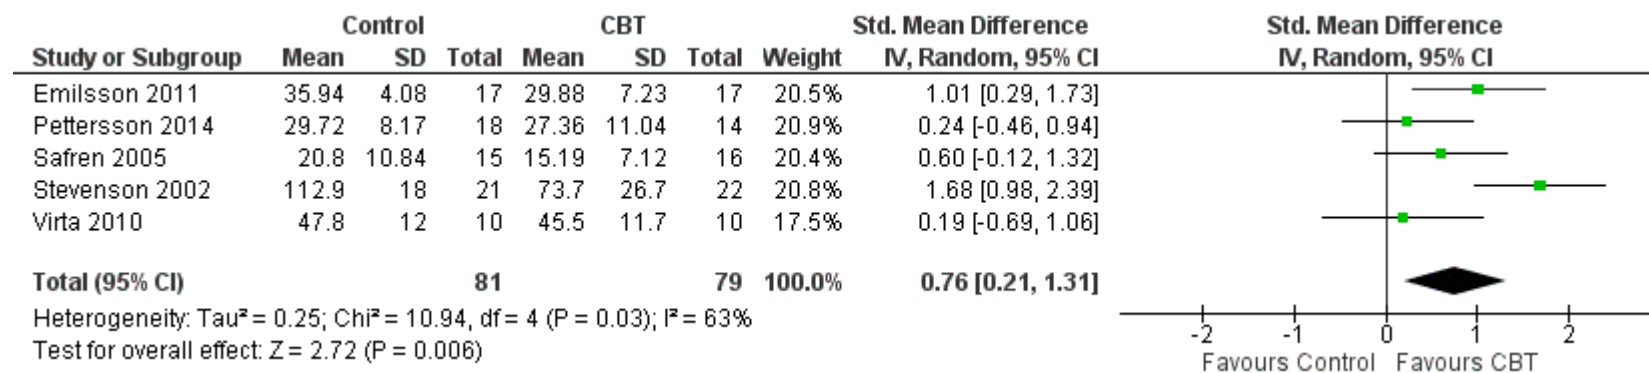 Control CBT Std. Mean Difference Std. Mean Difference
Study or Subgroup Mean SD Total Mean SD Total Weight IV, Random, 95% CI IV, Random, 95% CI
Emilsson 2011 35.94 4.08 17 29.88 7.23 17 20.5% 1.01 [0.29, 1.73]
Pettersson 2014 29.72 8.17 18 27.36 11.04 14 20.9% 0.24 [-0.46, 0.94]
Safren 2005 20.8 10.84 15 15.19 7.12 16 20.4% 0.60 [-0.12, 1.32]
Stevenson 2002 112.9 18 21 73.7 26.7 22 20.8% 1.68 [0.98, 2.39]
Virta 2010 47.8 12 10 45.5 11.7 10 17.5% 0.19 [-0.69, 1.06]
Total (95% CI) 81 79 100.0% 0.76 [0.21, 1.31]
Heterogeneity: Tau² = 0.25; Chi² = 10.94, df = 4 (P = 0.03); I² = 63%
Test for overall effect: Z = 2.72 (P = 0.006)
-2 -1 0 1 2
Favours Control Favours CBT